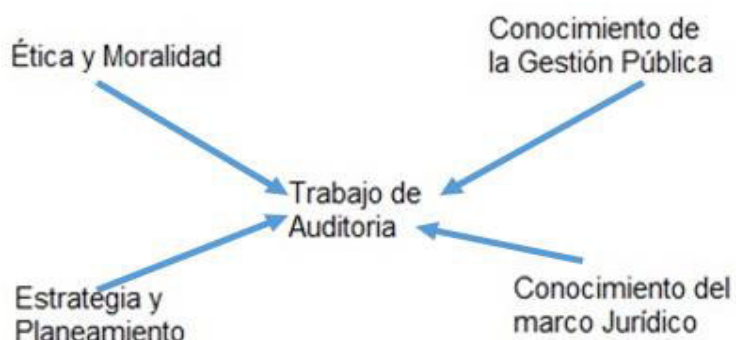 Ética y Moralidad
Conocimiento de
la Gestión Pública
Trabajo de
Auditoria
Estrategia y
Planeamiento
Conocimiento del
marco Jurídico